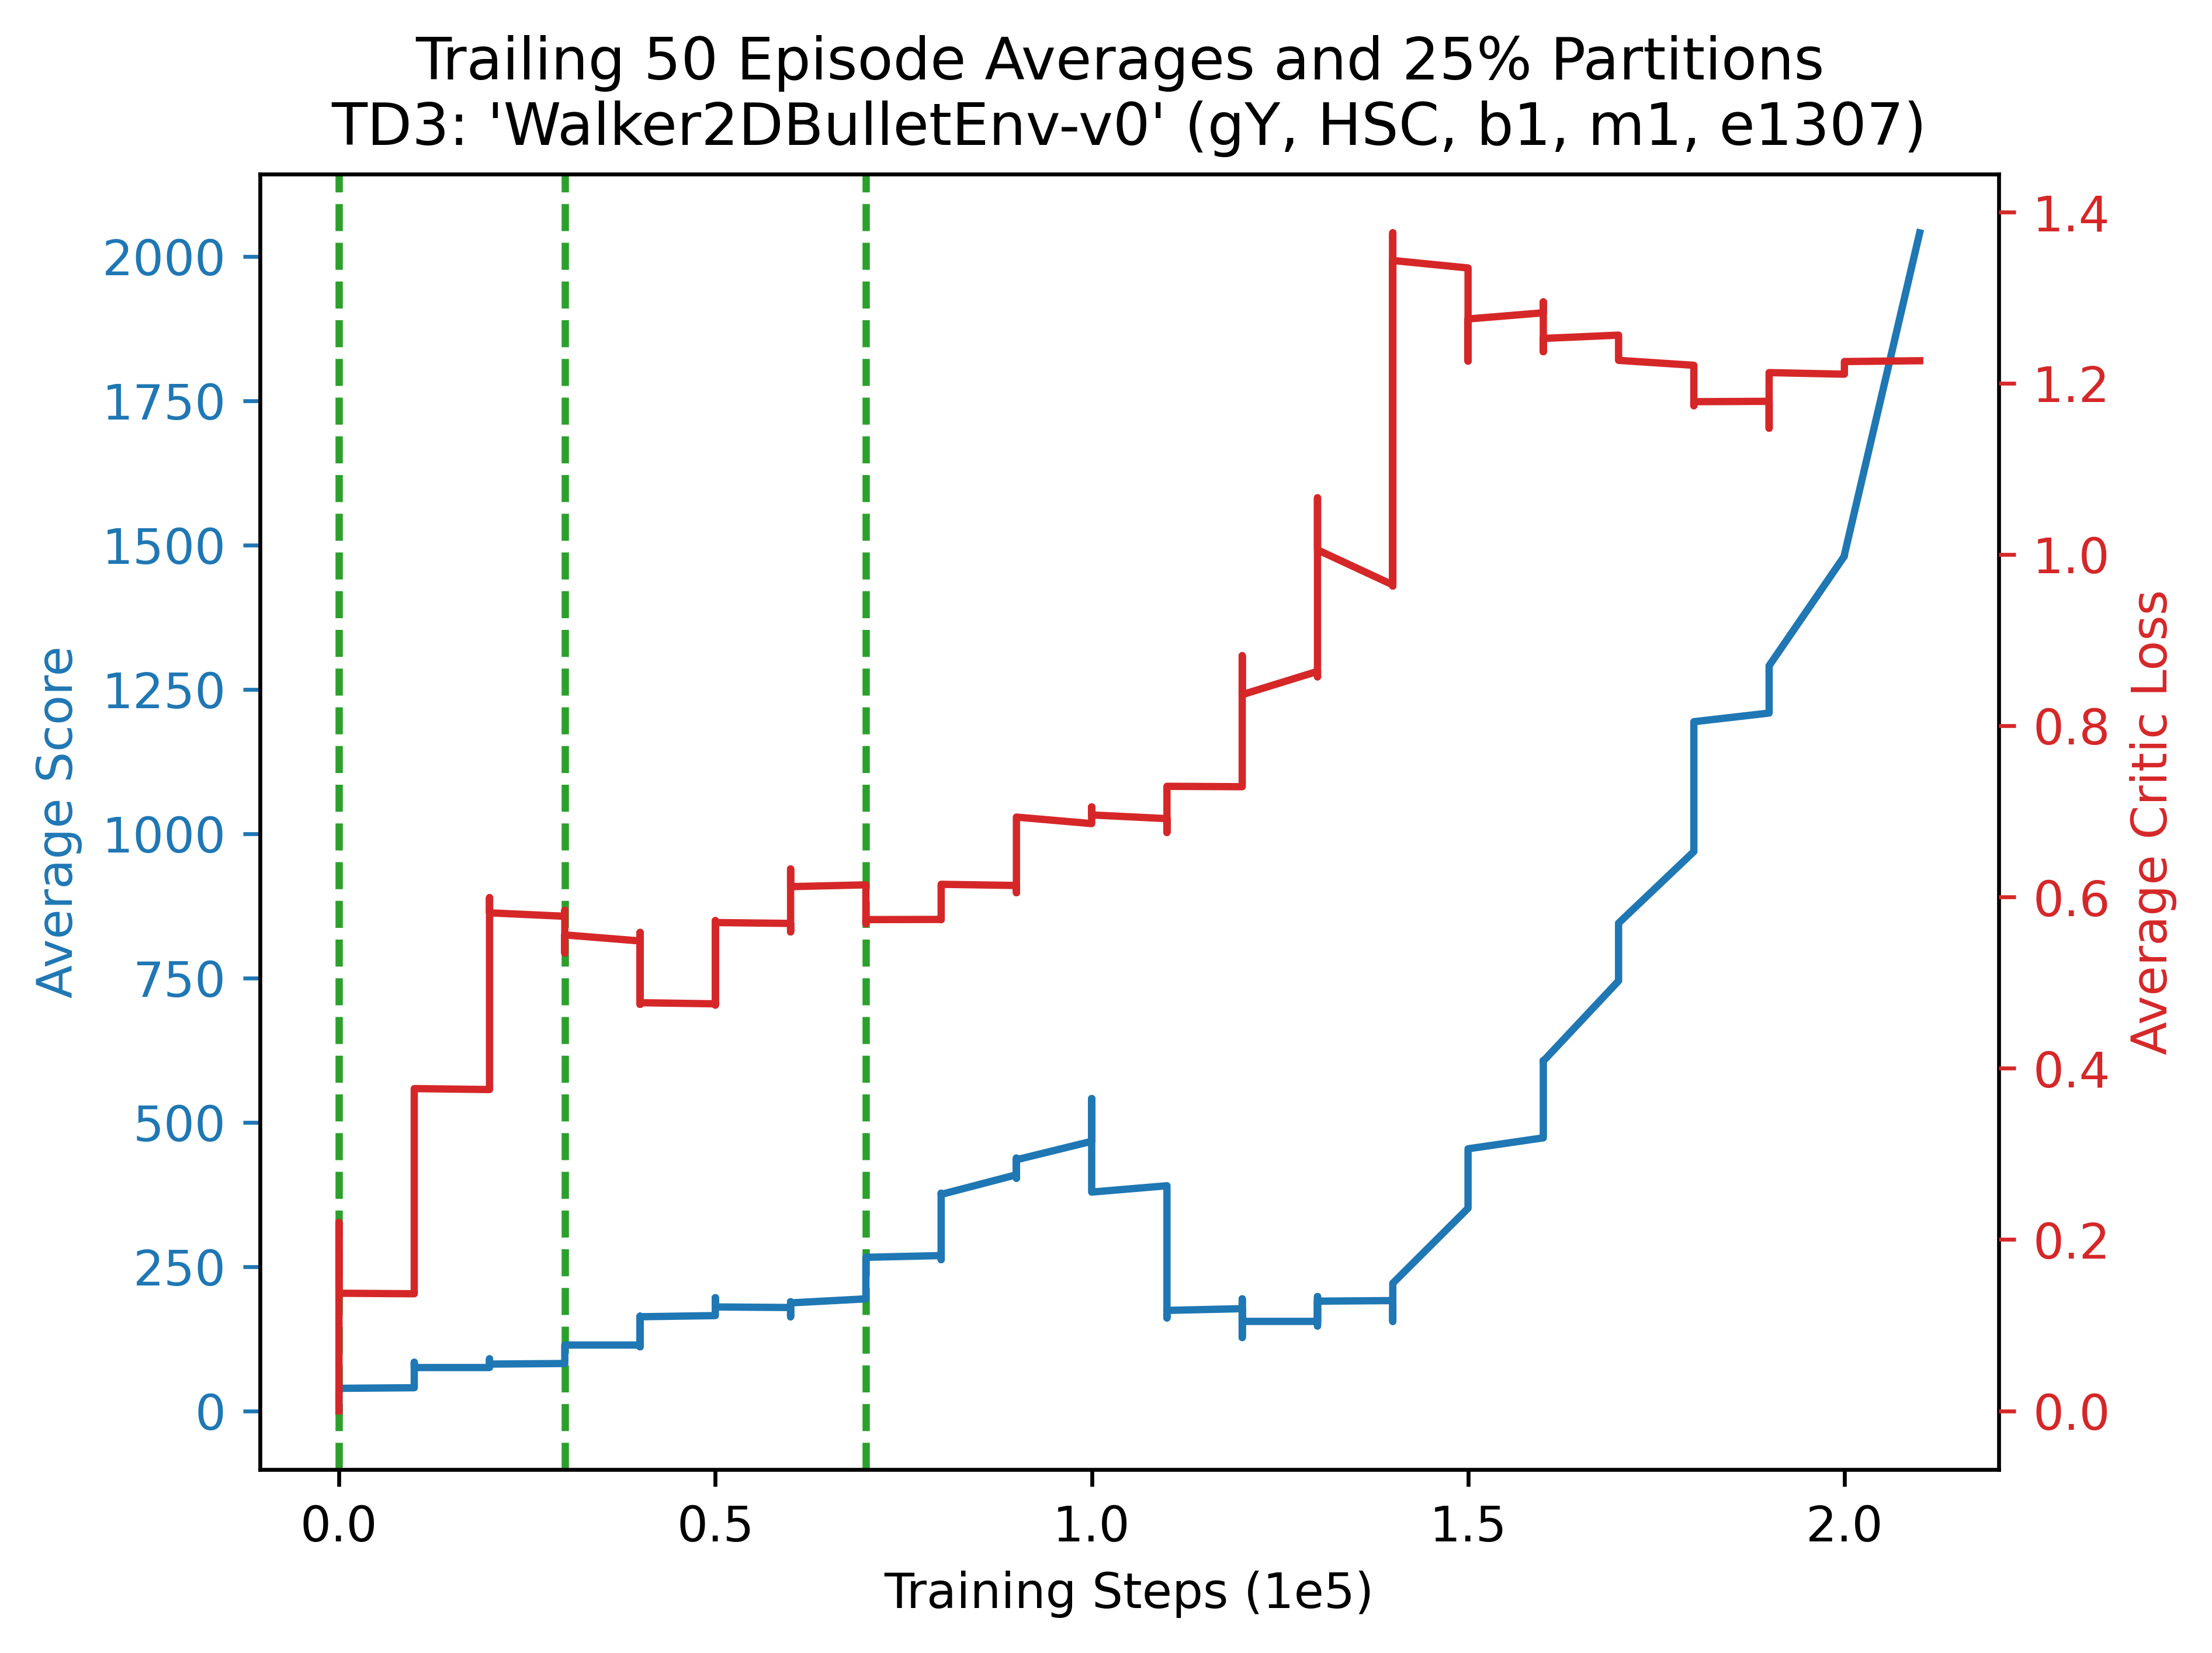 Trailing 50 Episode Averages and 25% Partitions
TD3: 'Walker2DBulletEnv-v0' (gY, HSC, b1, m1, e1307)
Average Score
2000
1750
1500
1250
1000
750
500
250
0
1.4
1.2
1.0
0.8
0.6
0.4
0.2
0.0
Average Critic Loss
0.0 0.5 1.0 1.5 2.0
Training Steps (1e5)